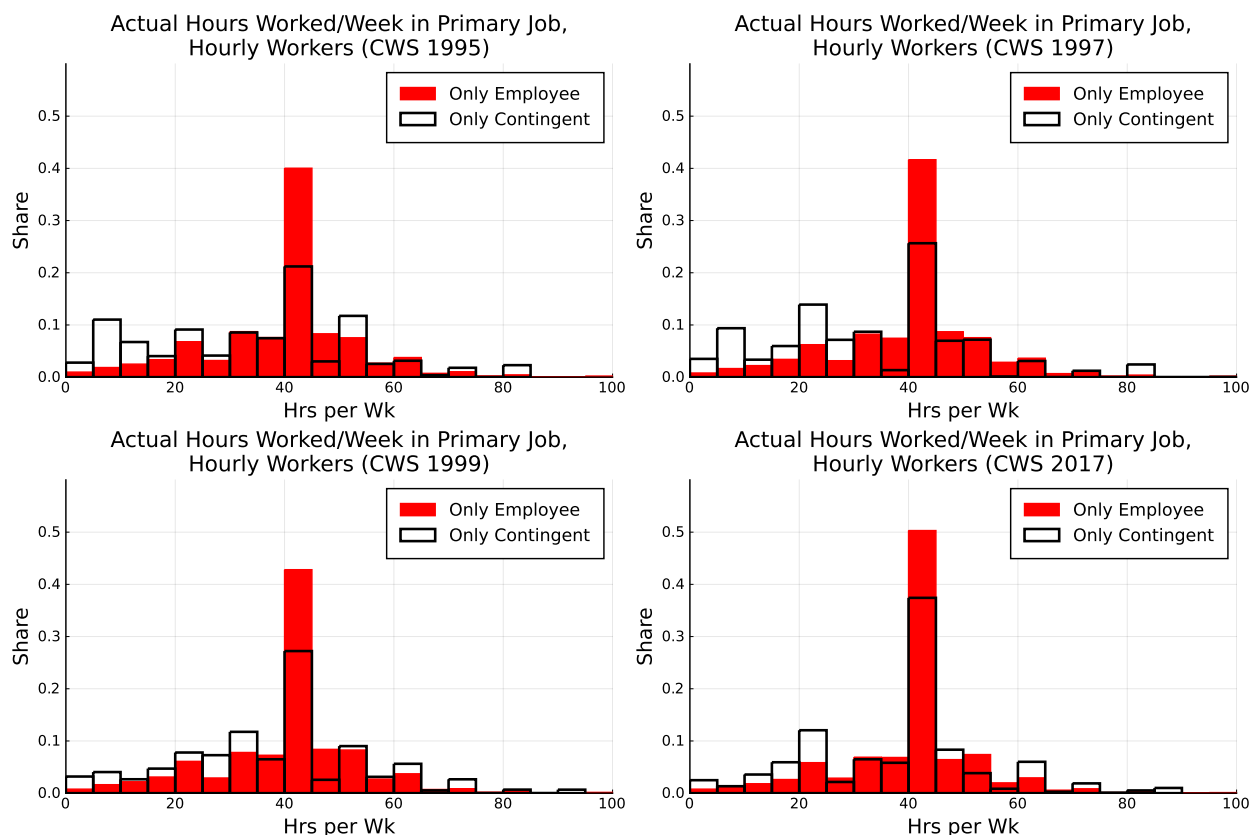 Actual Hours Worked/Week in Primary Job,
Hourly Workers (CWS 1995)
Only Employee
Only Contingent
Share
0.5
0.4
0.3
0.2
0.1
0.0
0 20 40 60 80 100
Hrs per Wk
Actual Hours Worked/Week in Primary Job,
Hourly Workers (CWS 1997)
Only Employee
Only Contingent
Share
0.5
0.4
0.3
0.2
0.1
0.0
0 20 40 60 80 100
Hrs per Wk
Actual Hours Worked/Week in Primary Job,
Hourly Workers (CWS 1999)
Only Employee
Only Contingent
Share
0.5
0.4
0.3
0.2
0.1
0.0
0 20 40 60 80 100
Hrs per Wk
Actual Hours Worked/Week in Primary Job,
Hourly Workers (CWS 2017)
Only Employee
Only Contingent
Share
0.5
0.4
0.3
0.2
0.1
0.0
0 20 40 60 80 100
Hrs per Wk